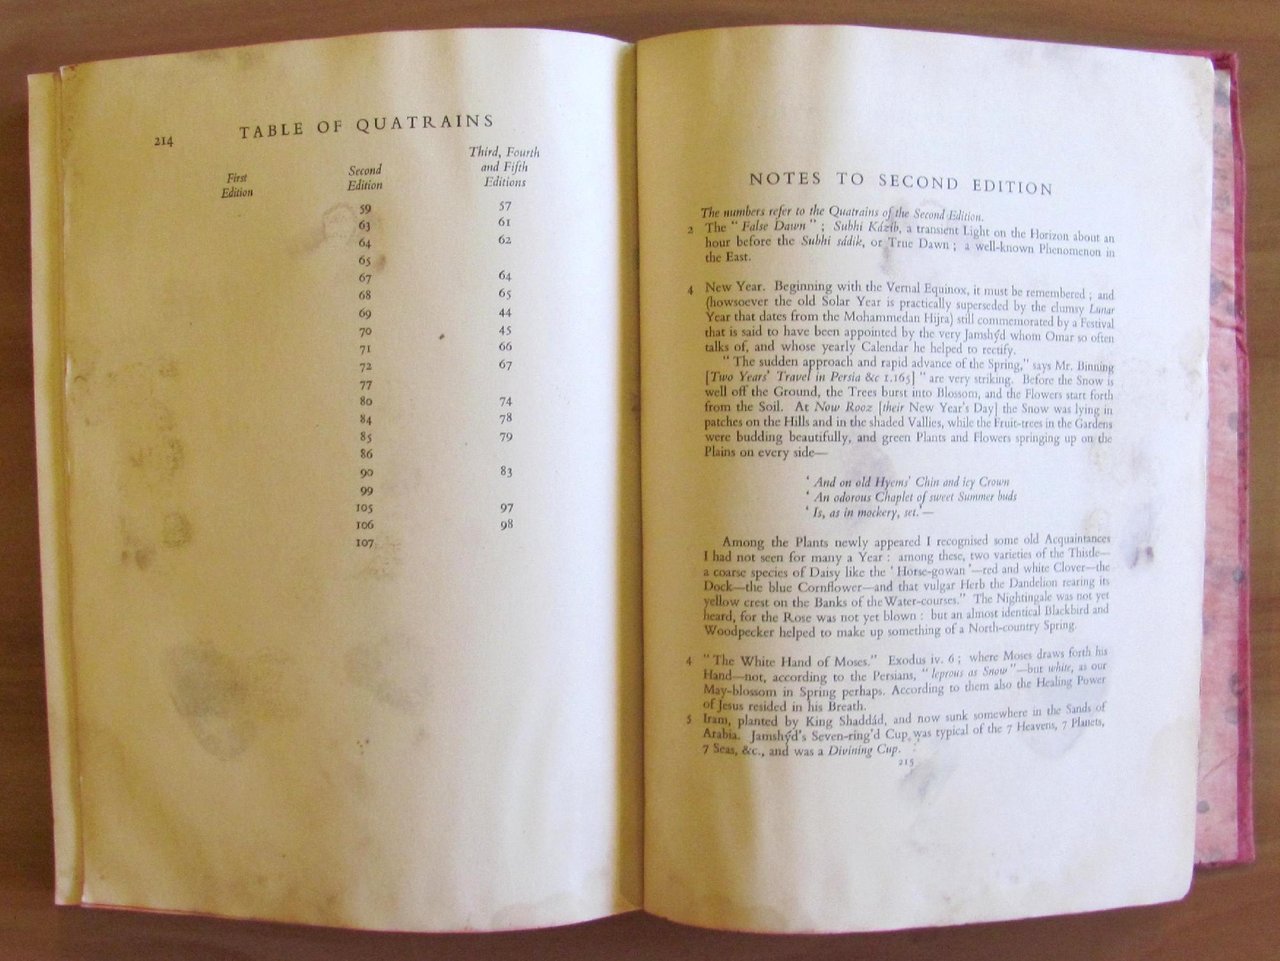 214
TABLE OF QUATRAINS
First Edition
Second Edition
Third, Fourth and Fifth Editions
59 57
63 61
64 62
65
67 64
68 65
69 44
70 45
71 66
72 67
77
80 74
84 78
85 79
86
90 83
99
105 97
106 98
107
NOTES TO SECOND EDITION
The numbers refer to the Quatrains of the Second Edition.
2 The “ False Dawn ” ; Subhi Kázib, a transient Light on the Horizon about an
hour before the Subhi sádik, or True Dawn ; a well-known Phenomenon in
the East.
4 New Year. Beginning with the Vernal Equinox, it must be remembered ; and
(howsoever the old Solar Year is practically superseded by the clumsy Lunar
Year that dates from the Mohammedan Hijra) still commemorated by a Festival
that is said to have been appointed by the very Jamshýd whom Omar so often
talks of, and whose yearly Calendar he helped to rectify.
“ The sudden approach and rapid advance of the Spring,” says Mr. Binning
[Two Years’ Travel in Persia &c 1.165] “ are very striking. Before the Snow is
well off the Ground, the Trees burst into Blossom, and the Flowers start forth
from the Soil. At Now Rooz [their New Year’s Day] the Snow was lying in
patches on the Hills and in the shaded Vallies, while the Fruit-trees in the Gardens
were budding beautifully, and green Plants and Flowers springing up on the
Plains on every side—
‘ And on old Hyems’ Chin and icy Crown
‘ An odorous Chaplet of sweet Summer buds
‘ Is, as in mockery, set.’—
Among the Plants newly appeared I recognised some old Acquaintances
I had not seen for many a Year : among these, two varieties of the Thistle—
a coarse species of Daisy like the ‘ Horse-gowan ’—red and white Clover—the
Dock—the blue Cornflower—and that vulgar Herb the Dandelion rearing its
yellow crest on the Banks of the Water-courses.” The Nightingale was not yet
heard, for the Rose was not yet blown : but an almost identical Blackbird and
Woodpecker helped to make up something of a North-country Spring.
4 “ The White Hand of Moses.” Exodus iv. 6 ; where Moses draws forth his
Hand—not, according to the Persians, “ leprous as Snow ”—but white, as our
May-blossom in Spring perhaps. According to them also the Healing Power
of Jesus resided in his Breath.
5 Iram, planted by King Shaddád, and now sunk somewhere in the Sands of
Arabia. Jamshýd’s Seven-ring’d Cup was typical of the 7 Heavens, 7 Planets,
7 Seas, &c., and was a Divining Cup.
215